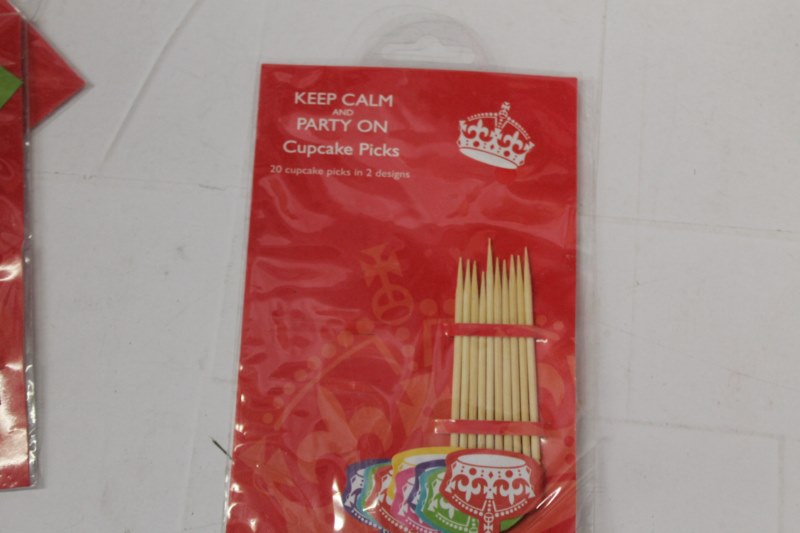 KEEP CALM
AND
PARTY ON
Cupcake Picks
20 cupcake picks in 2 designs